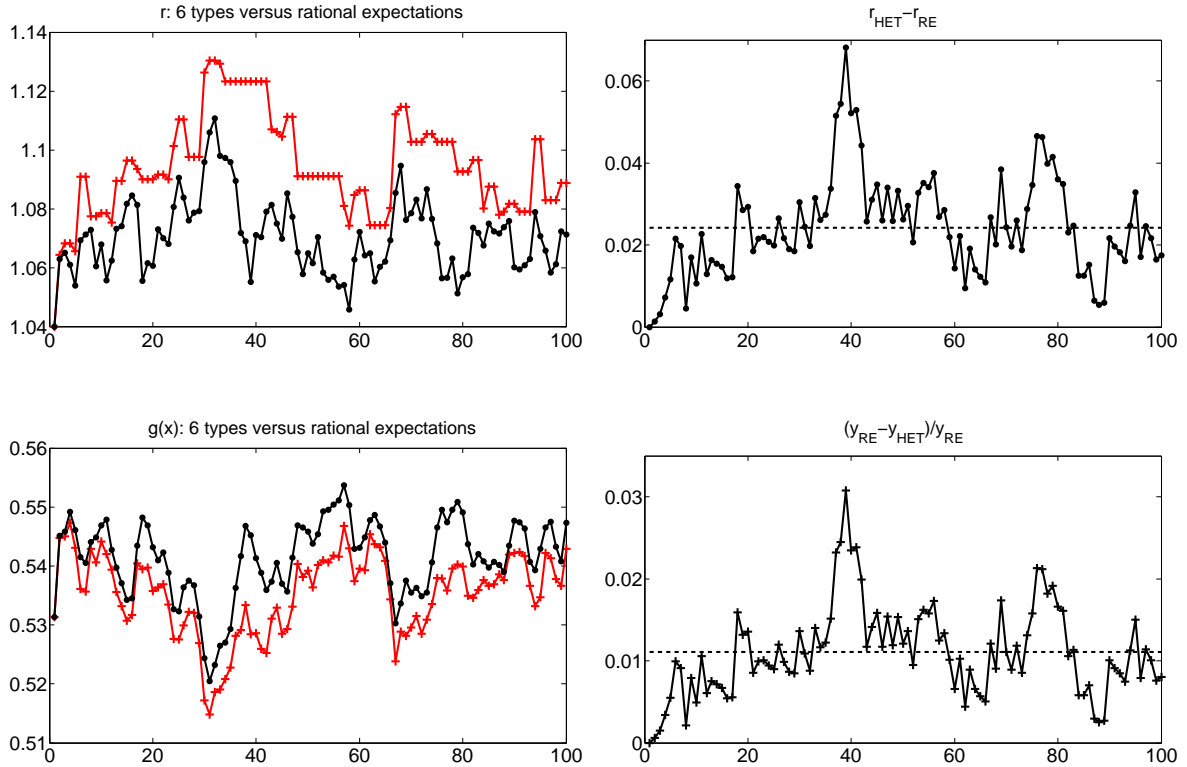 r: 6 types versus rational expectations
1.14
1.12
1.1
1.08
1.06
1.04
0 20 40 60 80 100
r_HET−r_RE
0.06
0.04
0.02
0
0 20 40 60 80 100
g(x): 6 types versus rational expectations
0.56
0.55
0.54
0.53
0.52
0.51
0 20 40 60 80 100
(y_RE−y_HET)/y_RE
0.03
0.02
0.01
0
0 20 40 60 80 100